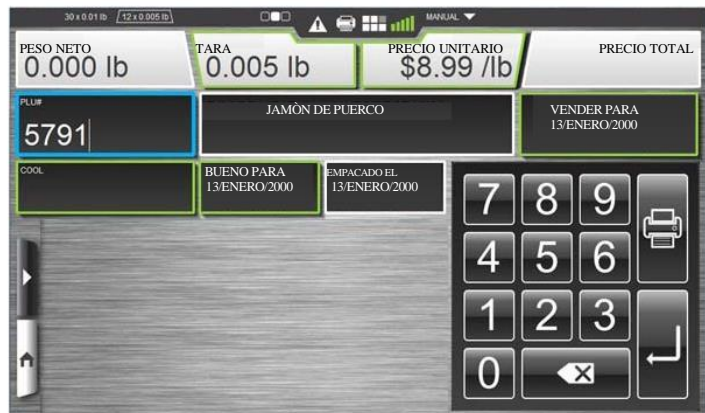 30 x 0.01 lb 12 x 0.005 lb MANUAL
PESO NETO
0.000 lb
TARA
0.005 lb
PRECIO UNITARIO
$8.99 /lb
PRECIO TOTAL
PLU#
5791
JAMÒN DE PUERCO
VENDER PARA
13/ENERO/2000
COOL
BUENO PARA
13/ENERO/2000
EMPACADO EL
13/ENERO/2000
7 8 9
4 5 6
1 2 3
0